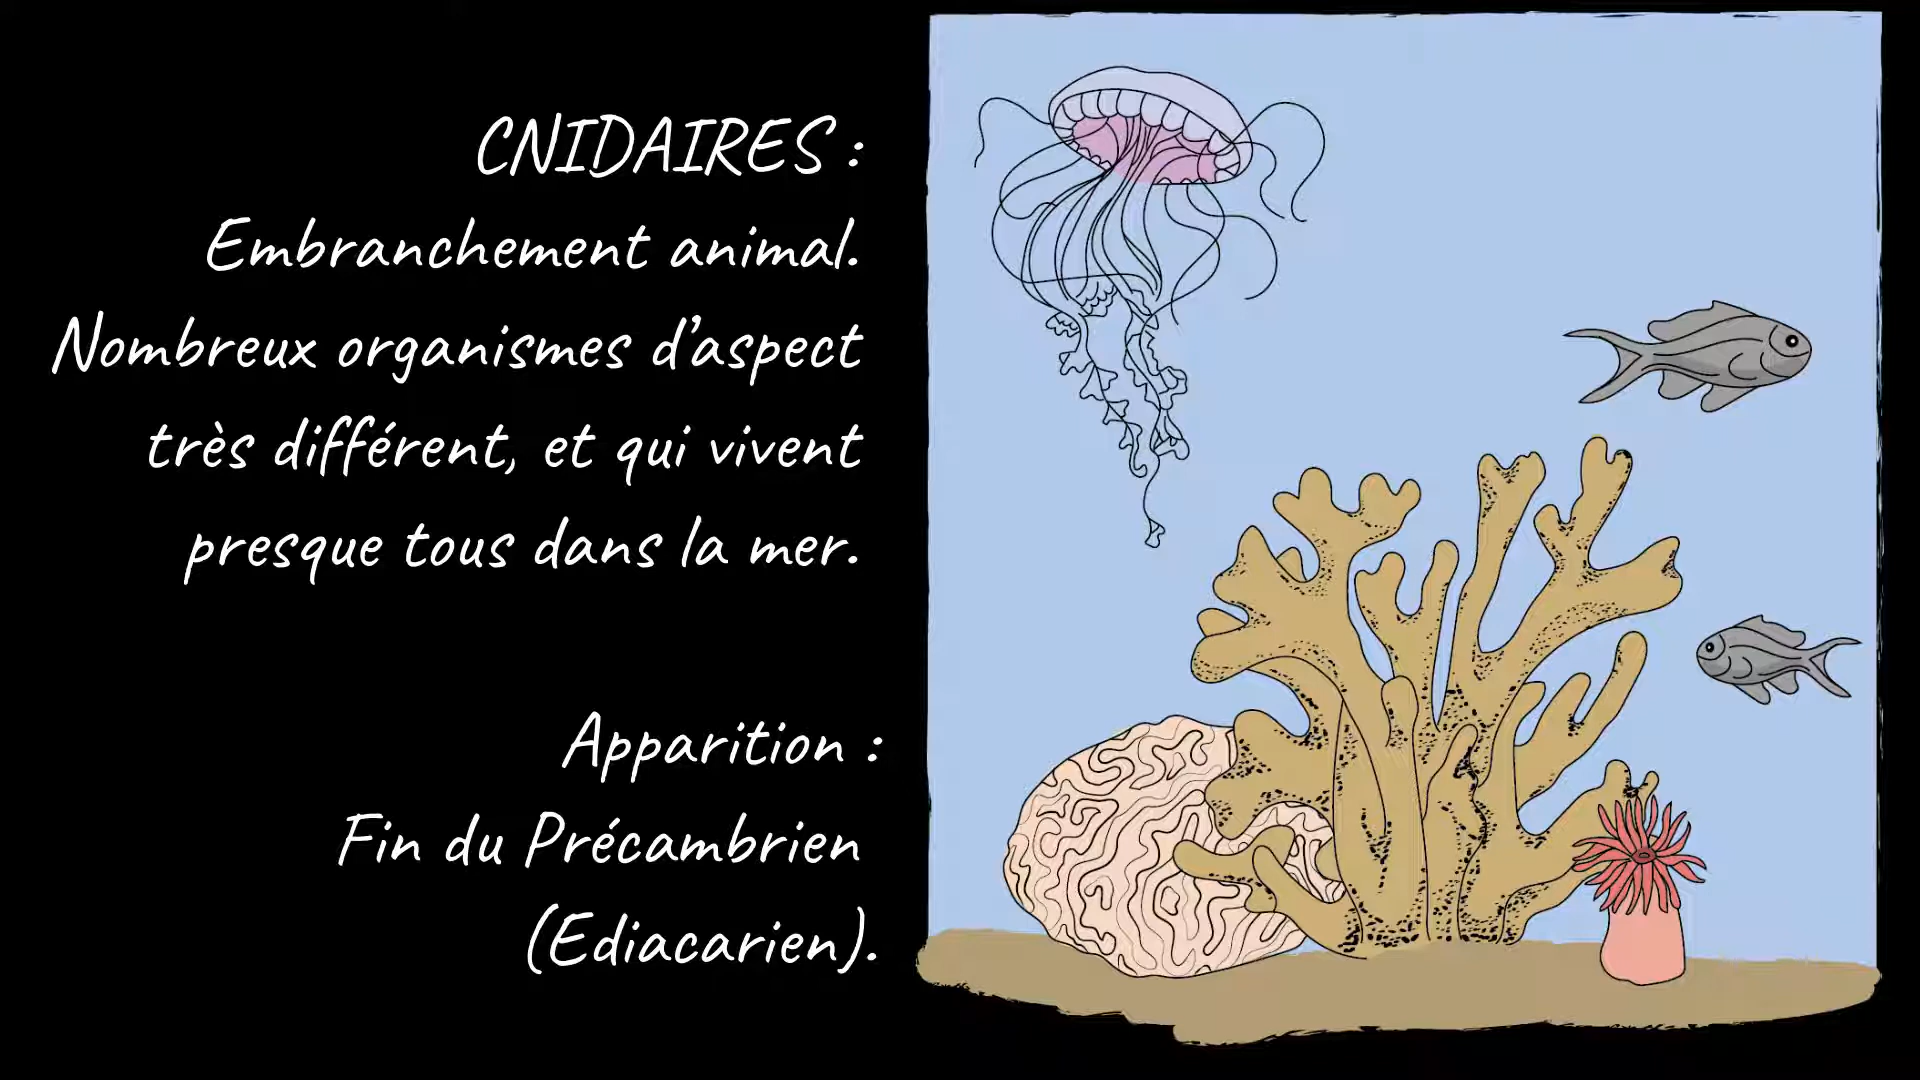 CNIDAIRES :
Embranchement animal.
Nombreux organismes d'aspect
très différent, et qui vivent
presque tous dans la mer.
Apparition :
Fin du Précambrien
(Ediacarien).